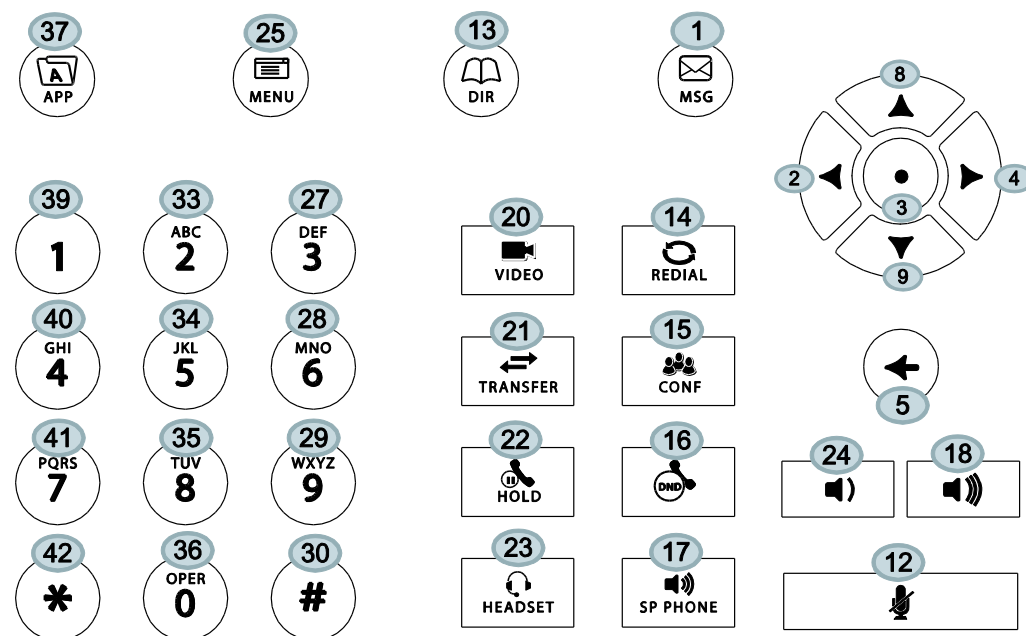 37 25 13 1
A
APP MENU DIR MSG
8
2 4
3
9
39 33 27
ABC DEF
1 2 3
20 14
VIDEO REDIAL
40 34 28
GHI JKL MNO
4 5 6
21 15
TRANSFER CONF
5
41 35 29
PQRS TUV WXYZ
7 8 9
22 16
DND
HOLD
24 18
42 36 30
OPER
* 0 #
23 17
HEADSET SP PHONE
12